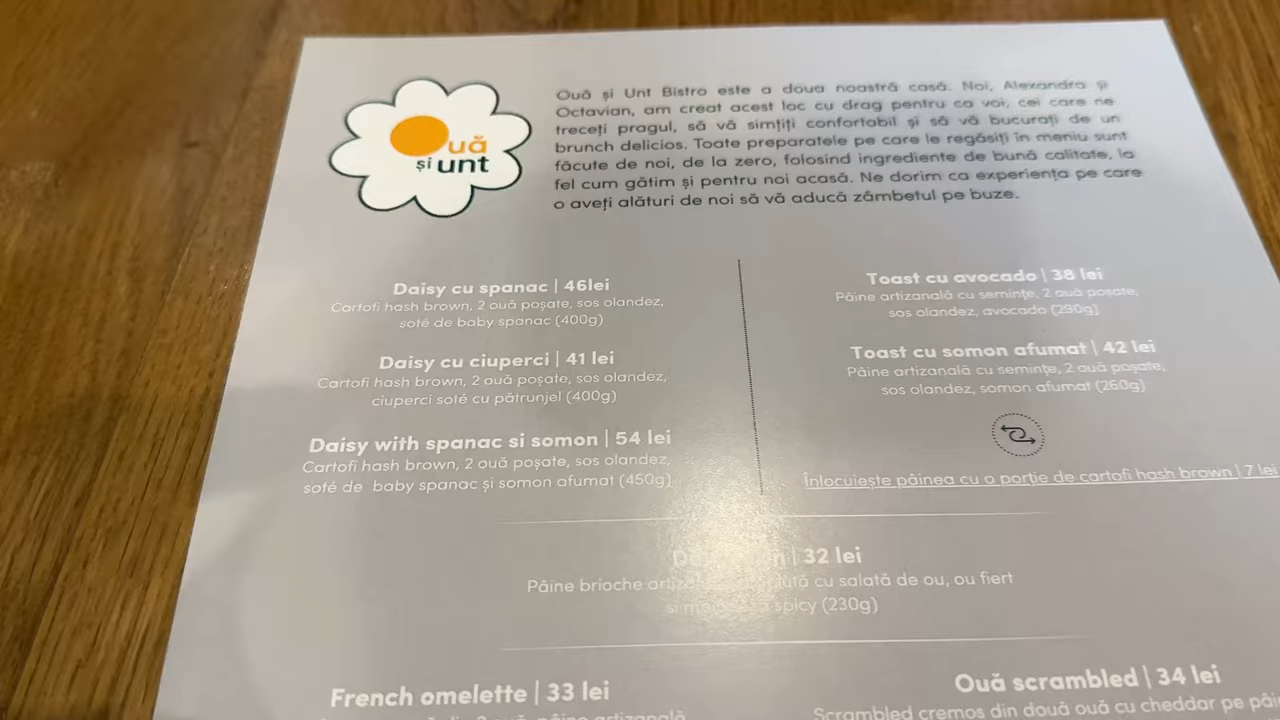 Ouă
și unt
Ouă și Unt Bistro este a doua noastră casă. Noi, Alexandra și
Octavian, am creat acest loc cu drag pentru ca voi, cei care ne
treceți pragul, să vă simțiți confortabil și să vă bucurați de un
brunch delicios. Toate preparatele pe care le regăsiți în meniu sunt
făcute de noi, de la zero, folosind ingrediente de bună calitate, la
fel cum gătim și pentru noi acasă. Ne dorim ca experiența pe care
o aveți alături de noi să vă aducă zâmbetul pe buze.
Daisy cu spanac | 46lei
Cartofi hash brown, 2 ouă poșate, sos olandez,
soté de baby spanac (400g)
Daisy cu ciuperci | 41 lei
Cartofi hash brown, 2 ouă poșate, sos olandez,
ciuperci soté cu pătrunjel (400g)
Daisy with spanac si somon | 54 lei
Cartofi hash brown, 2 ouă poșate, sos olandez,
soté de baby spanac și somon afumat (450g)
Toast cu avocado | 38 lei
Pâine artizanală cu semințe, 2 ouă poșate,
sos olandez, avocado (290g)
Toast cu somon afumat | 42 lei
Pâine artizanală cu semințe, 2 ouă poșate,
sos olandez, somon afumat (260g)
Înlocuiește pâinea cu o porție de cartofi hash brown | 7 lei
| 32 lei
Pâine brioche cu salată de ou, ou fiert
spicy (230g)
French omelette | 33 lei
Ouă scrambled | 34 lei
Scrambled cremos din două ouă cu cheddar pe